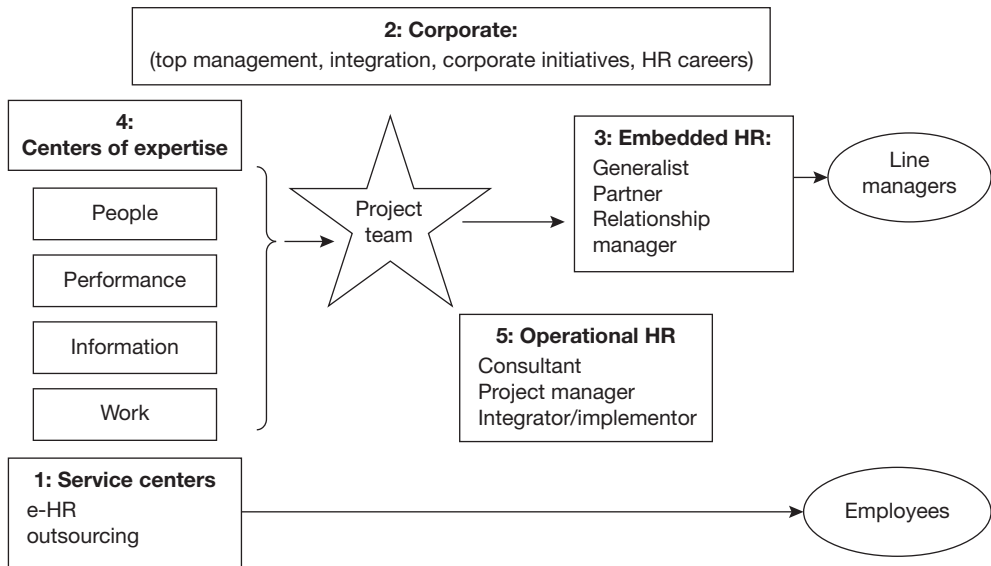 2: Corporate:
(top management, integration, corporate initiatives, HR careers)
4:
Centers of expertise
People
Performance
Information
Work
Project
team
3: Embedded HR:
Generalist
Partner
Relationship
manager
Line
managers
5: Operational HR
Consultant
Project manager
Integrator/implementor
1: Service centers
e-HR
outsourcing
Employees